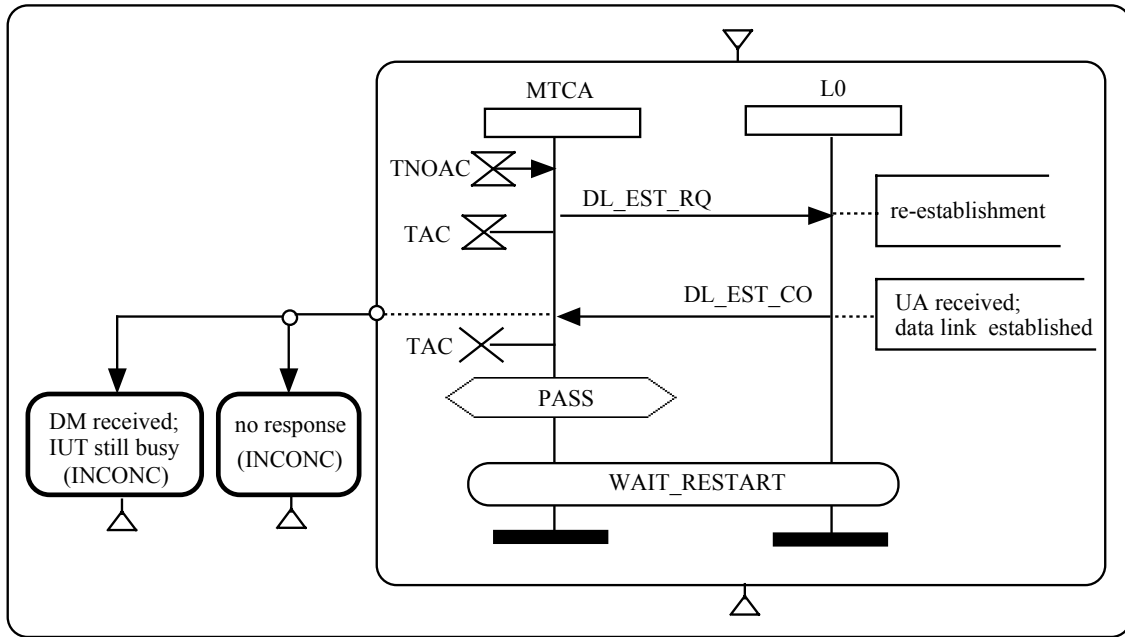 MTCA
L0
TNOAC
DL_EST_RQ
re-establishment
TAC
DL_EST_CO
UA received;
data link established
TAC
PASS
DM received;
IUT still busy
(INCONC)
no response
(INCONC)
WAIT_RESTART